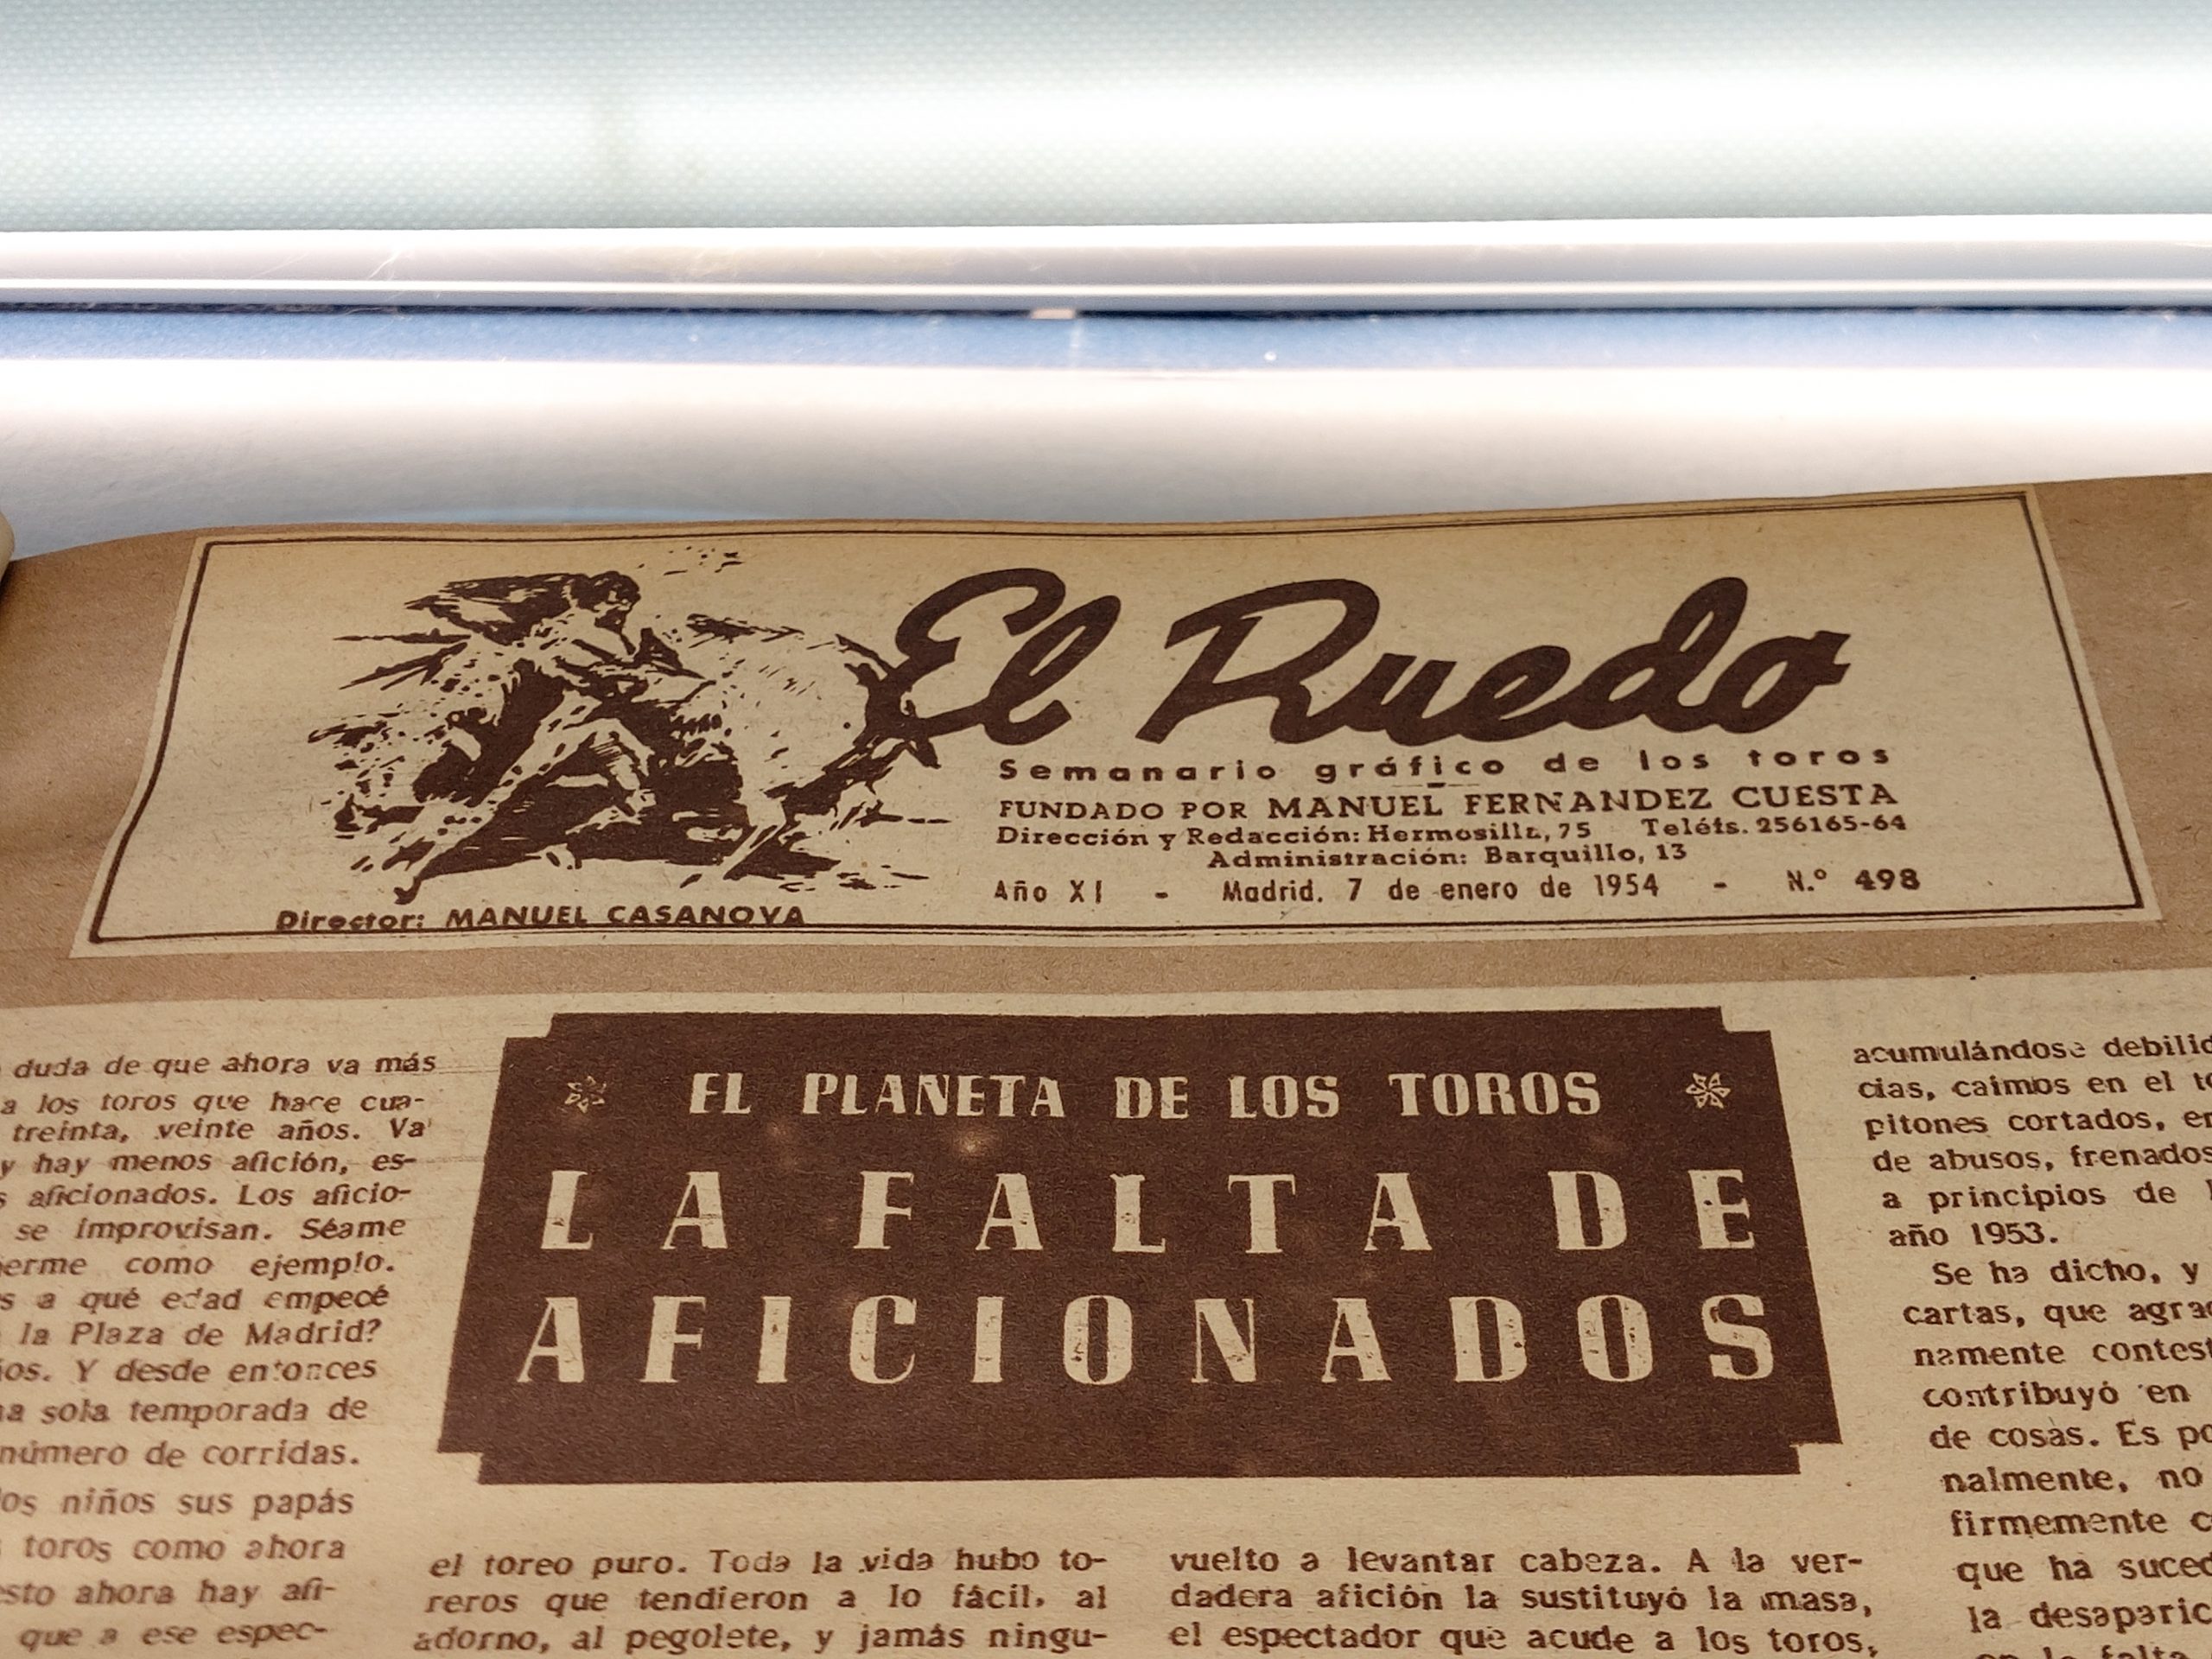 El Ruedo
Semanario gráfico de los toros
FUNDADO POR MANUEL FERNANDEZ CUESTA
Dirección y Redacción: Hermosilla, 75 Teléfs. 256165-64
Administración: Barquillo, 13
Año XI - Madrid. 7 de enero de 1954 - N.º 498
Director: MANUEL CASANOVA
EL PLANETA DE LOS TOROS
LA FALTA DE
AFICIONADOS
duda de que ahora va más
a los toros que hace cua-
treinta, veinte años. Va
y hay menos afición, es-
aficionados. Los aficio-
se improvisan. Séame
como ejemplo.
a qué edad empecé
la Plaza de Madrid?
Y desde entonces
sola temporada de
número de corridas.
los niños sus papás
toros como ahora
ahora hay afi-
que a ese espec-
el toreo puro. Toda la vida hubo to-
reros que tendieron a lo fácil, al
adorno, al pegolete, y jamás ningu-
vuelto a levantar cabeza. A la ver-
dadera afición la sustituyó la masa,
el espectador que acude a los toros,
acumulándose
cias, caimos en el
pitones cortados,
de abusos, frenados
a principios de
año 1953.
Se ha dicho, y
cartas, que
namente
contribuyó en
de cosas. Es
nalmente, no
firmemente
que ha
la